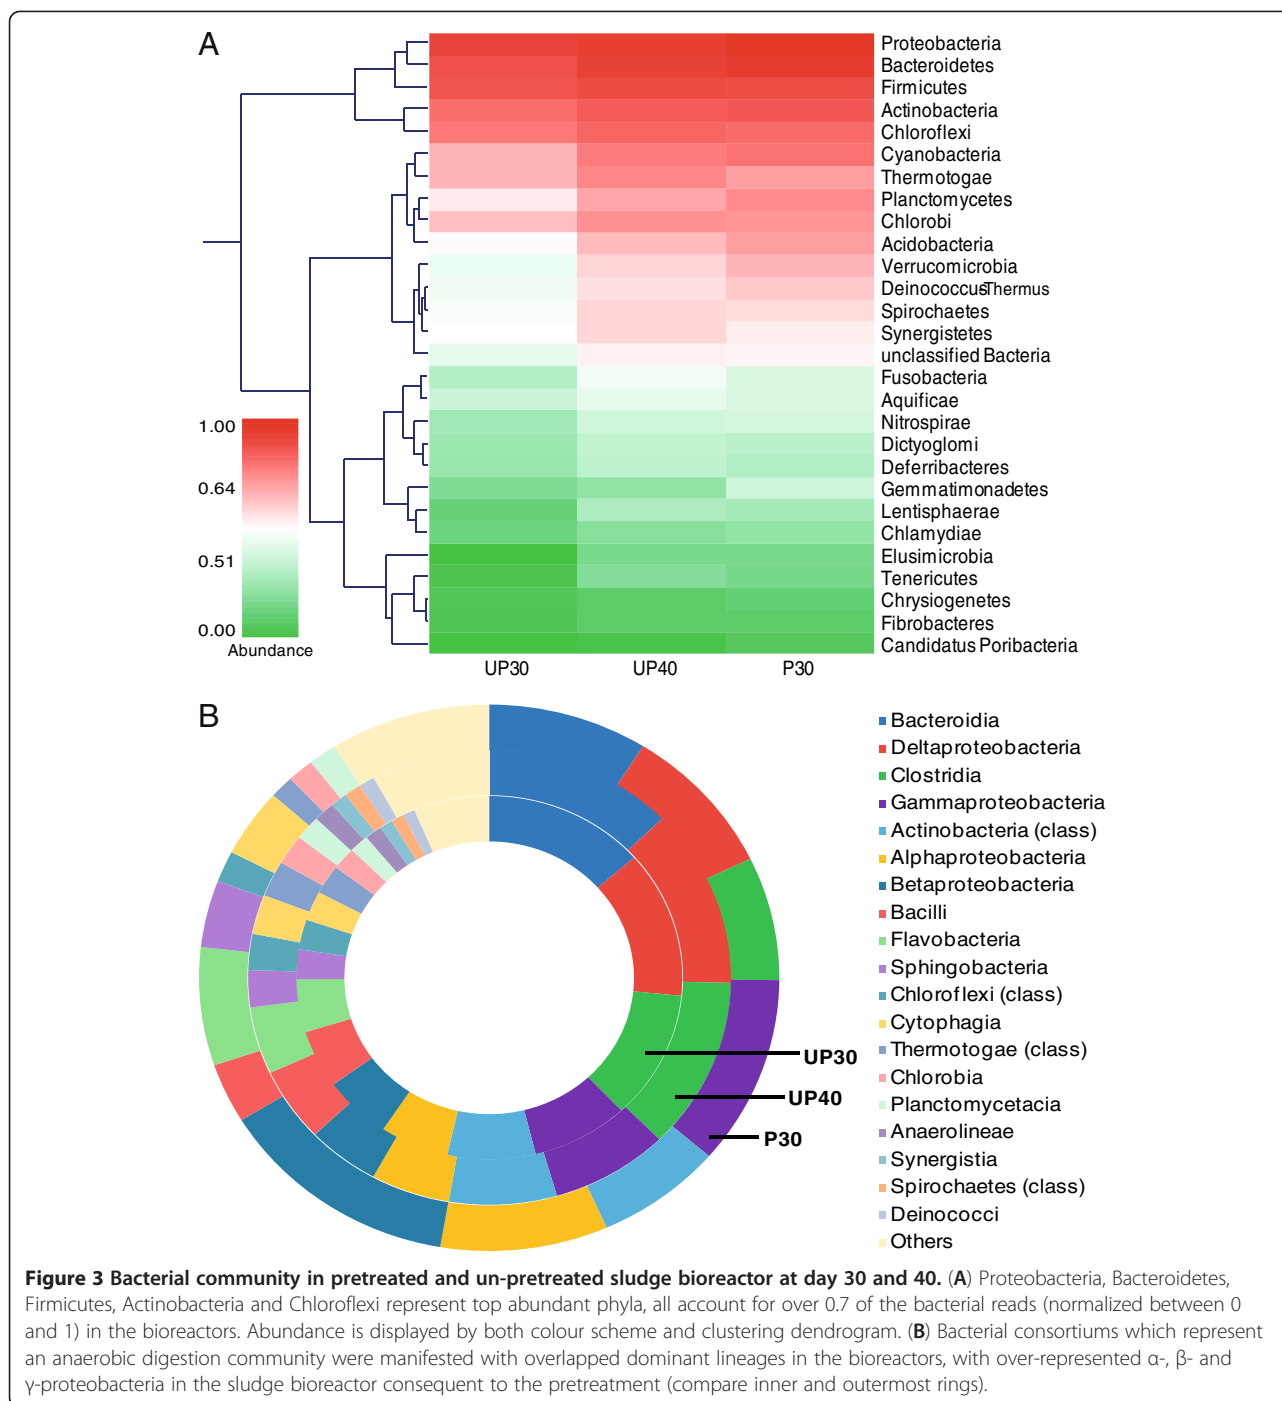 A
Proteobacteria
Bacteroidetes
Firmicutes
Actinobacteria
Chloroflexi
Cyanobacteria
Thermotogae
Planctomycetes
Chlorobi
Acidobacteria
Verrucomicrobia
Deinococcus-Thermus
Spirochaetes
Synergistetes
unclassified Bacteria
Fusobacteria
Aquificae
Nitrospirae
Dictyoglomi
Deferribacteres
Gemmatimonadetes
Lentisphaerae
Chlamydiae
Elusimicrobia
Tenericutes
Chrysiogenetes
Fibrobacteres
Candidatus Poribacteria
1.00
0.64
0.51
0.00
Abundance
UP30 UP40 P30
B
Bacteroidia
Deltaproteobacteria
Clostridia
Gammaproteobacteria
Actinobacteria (class)
Alphaproteobacteria
Betaproteobacteria
Bacilli
Flavobacteria
Sphingobacteria
Chloroflexi (class)
Cytophagia
Thermotogae (class)
Chlorobia
Planctomycetacia
Anaerolineae
Synergistia
Spirochaetes (class)
Deinococci
Others
UP30
UP40
P30
Figure 3 Bacterial community in pretreated and un-pretreated sludge bioreactor at day 30 and 40. (A) Proteobacteria, Bacteroidetes,
Firmicutes, Actinobacteria and Chloroflexi represent top abundant phyla, all account for over 0.7 of the bacterial reads (normalized between 0
and 1) in the bioreactors. Abundance is displayed by both colour scheme and clustering dendrogram. (B) Bacterial consortiums which represent
an anaerobic digestion community were manifested with overlapped dominant lineages in the bioreactors, with over-represented α-, β- and
γ-proteobacteria in the sludge bioreactor consequent to the pretreatment (compare inner and outermost rings).